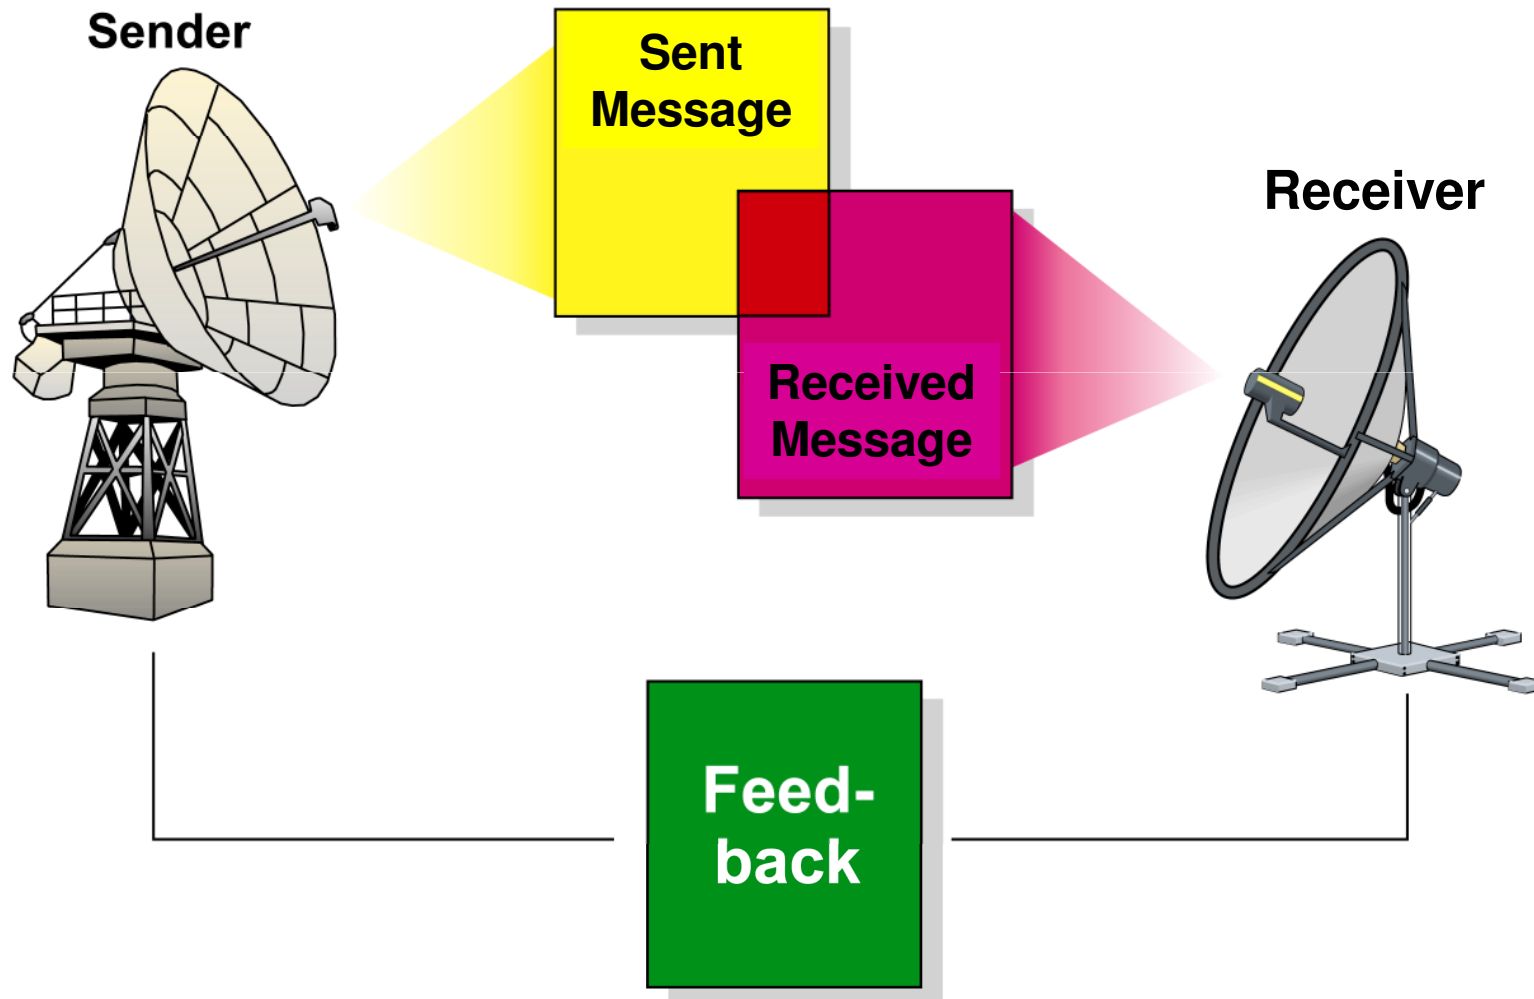 Sender
Sent
Message
Receiver
Received
Message
Feed-
back